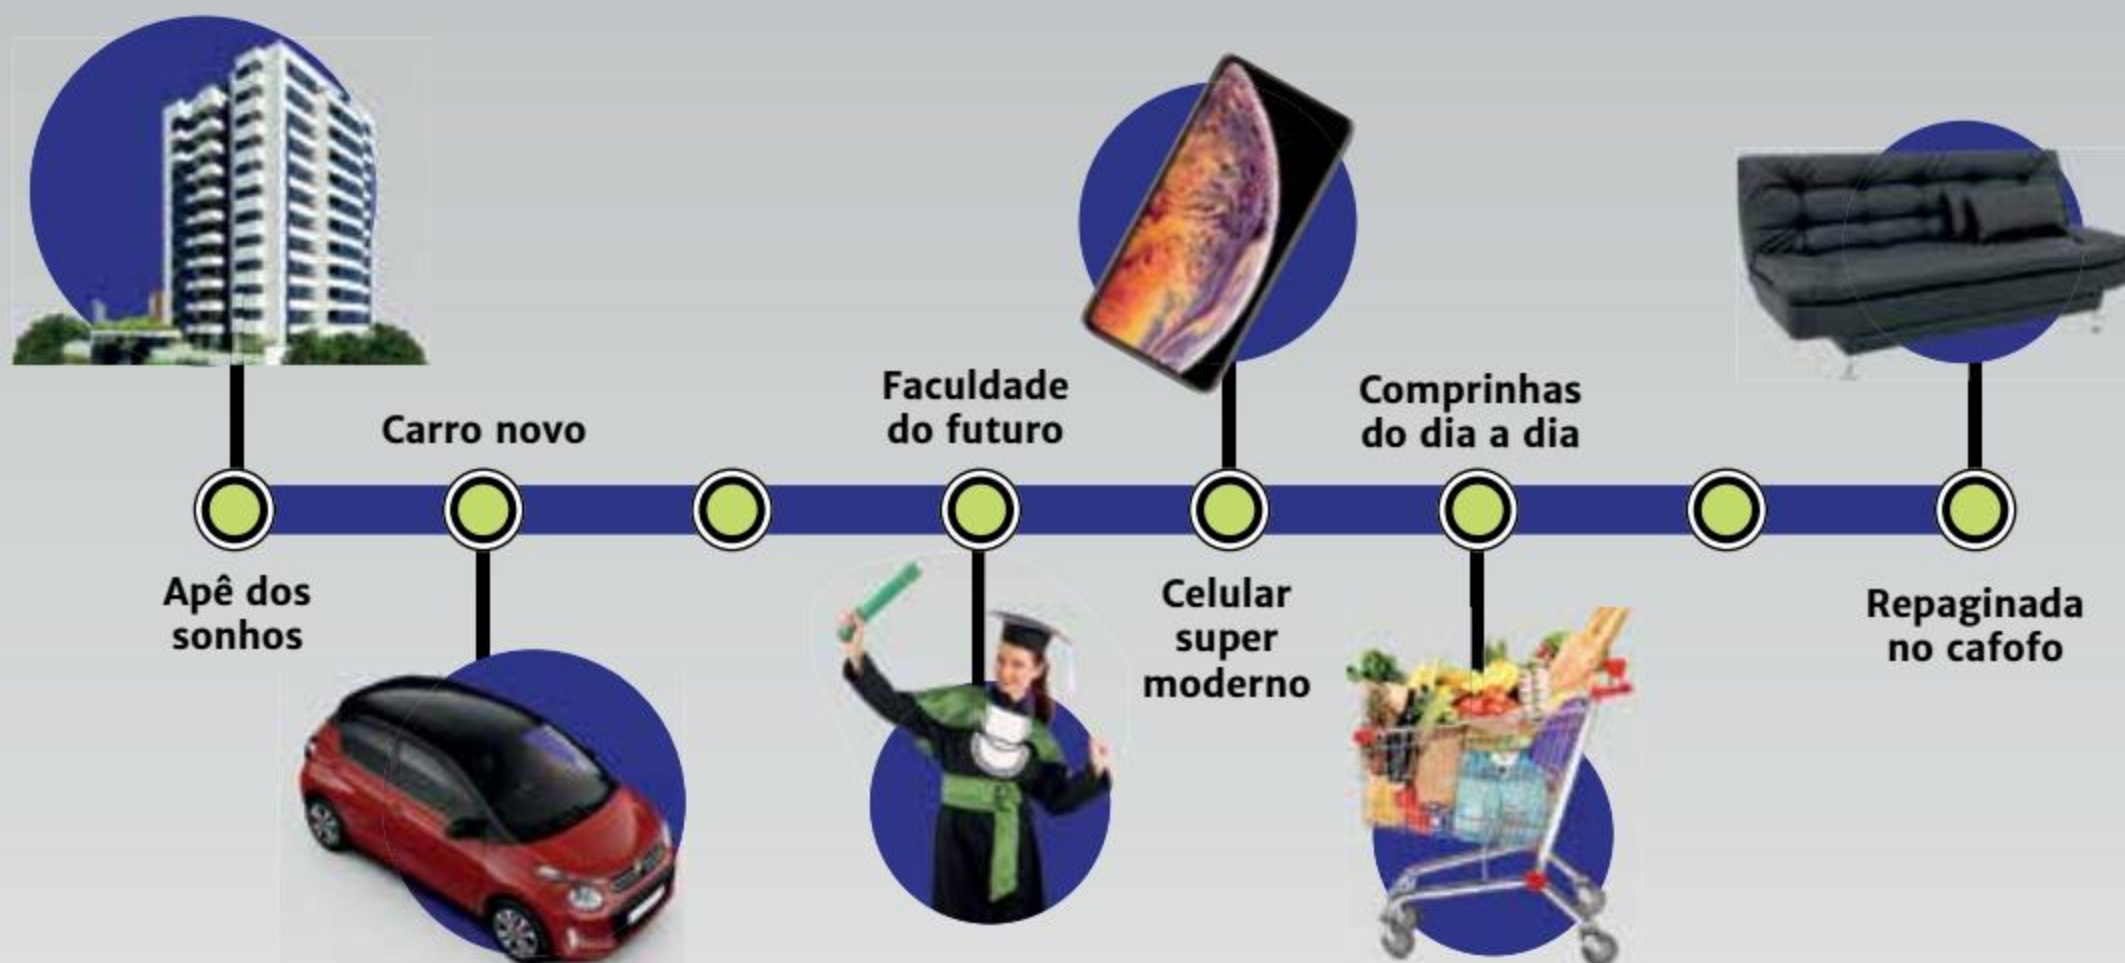 Apê dos
sonhos
Carro novo
Faculdade
do futuro
Celular
super
moderno
Comprinhas
do dia a dia
Repaginada
no cafofo